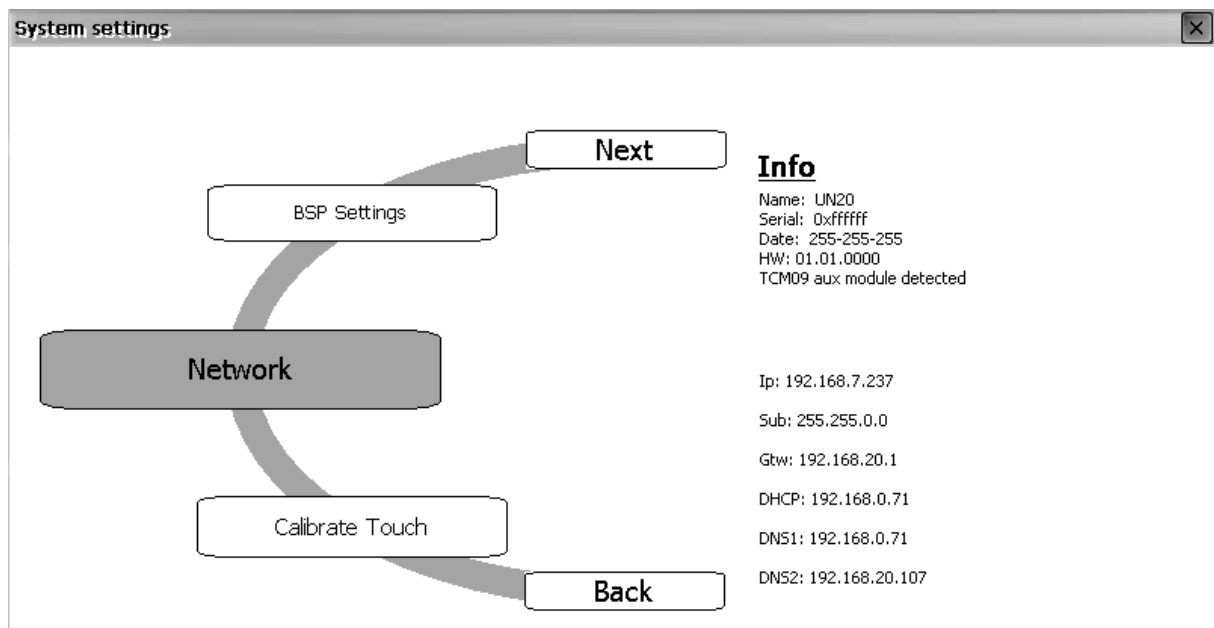 System settings
Next
BSP Settings
Network
Calibrate Touch
Back
Info
Name: UN20
Serial: 0xffffff
Date: 255-255-255
HW: 01.01.0000
TCM09 aux module detected
Ip: 192.168.7.237
Sub: 255.255.0.0
Gtw: 192.168.20.1
DHCP: 192.168.0.71
DNS1: 192.168.0.71
DNS2: 192.168.20.107